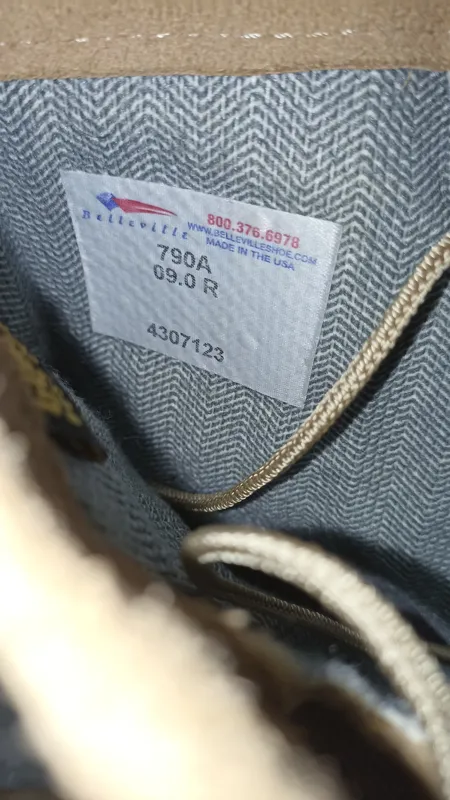 Belleville
800.376.6978
WWW.BELLEVILLESHOE.COM
MADE IN THE USA
790A
09.0 R
4307123